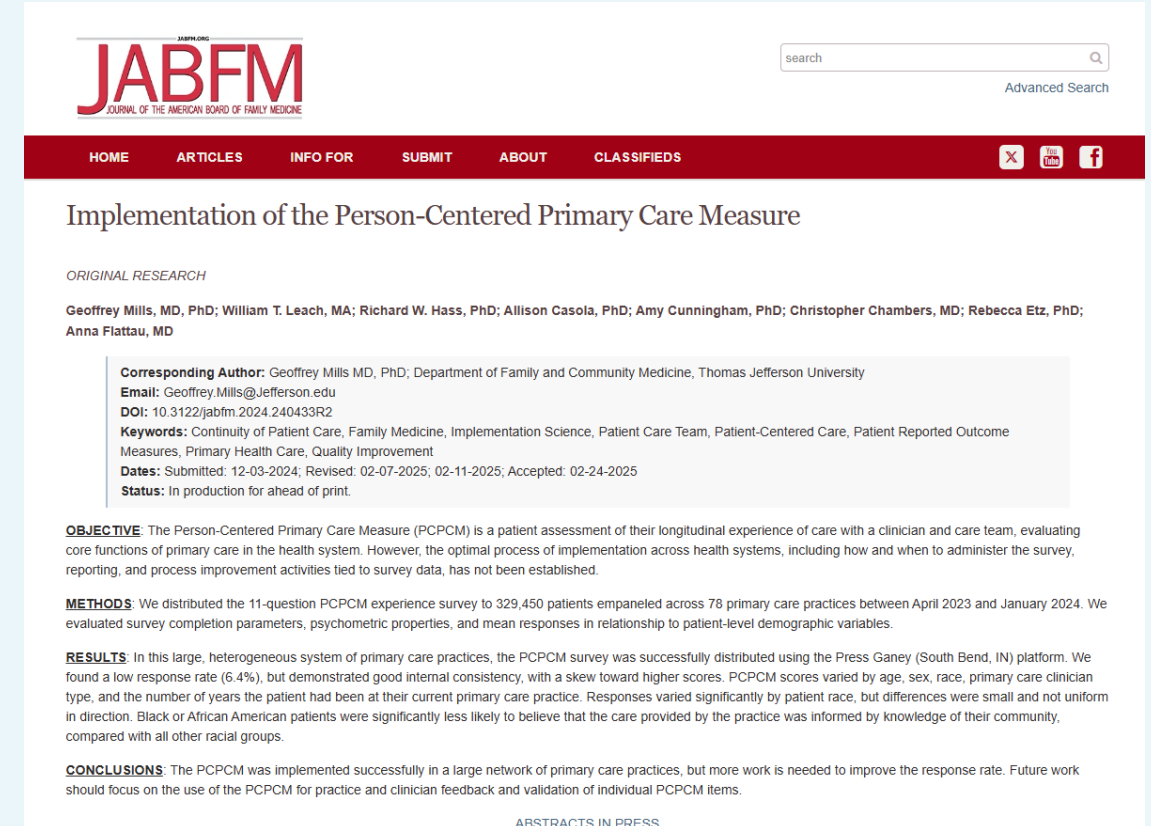 JABFM.ORG
JABFM
JOURNAL OF THE AMERICAN BOARD OF FAMILY MEDICINE
search
Advanced Search
HOME ARTICLES INFO FOR SUBMIT ABOUT CLASSIFIEDS X You Tube f
Implementation of the Person-Centered Primary Care Measure
ORIGINAL RESEARCH
Geoffrey Mills, MD, PhD; William T. Leach, MA; Richard W. Hass, PhD; Allison Casola, PhD; Amy Cunningham, PhD; Christopher Chambers, MD; Rebecca Etz, PhD;
Anna Flattau, MD
Corresponding Author: Geoffrey Mills MD, PhD; Department of Family and Community Medicine, Thomas Jefferson University
Email: Geoffrey.Mills@Jefferson.edu
DOI: 10.3122/jabfm.2024.240433R2
Keywords: Continuity of Patient Care, Family Medicine, Implementation Science, Patient Care Team, Patient-Centered Care, Patient Reported Outcome
Measures, Primary Health Care, Quality Improvement
Dates: Submitted: 12-03-2024; Revised: 02-07-2025; 02-11-2025; Accepted: 02-24-2025
Status: In production for ahead of print.
OBJECTIVE: The Person-Centered Primary Care Measure (PCPCM) is a patient assessment of their longitudinal experience of care with a clinician and care team, evaluating
core functions of primary care in the health system. However, the optimal process of implementation across health systems, including how and when to administer the survey,
reporting, and process improvement activities tied to survey data, has not been established.
METHODS: We distributed the 11-question PCPCM experience survey to 329,450 patients empaneled across 78 primary care practices between April 2023 and January 2024. We
evaluated survey completion parameters, psychometric properties, and mean responses in relationship to patient-level demographic variables.
RESULTS: In this large, heterogeneous system of primary care practices, the PCPCM survey was successfully distributed using the Press Ganey (South Bend, IN) platform. We
found a low response rate (6.4%), but demonstrated good internal consistency, with a skew toward higher scores. PCPCM scores varied by age, sex, race, primary care clinician
type, and the number of years the patient had been at their current primary care practice. Responses varied significantly by patient race, but differences were small and not uniform
in direction. Black or African American patients were significantly less likely to believe that the care provided by the practice was informed by knowledge of their community,
compared with all other racial groups.
CONCLUSIONS: The PCPCM was implemented successfully in a large network of primary care practices, but more work is needed to improve the response rate. Future work
should focus on the use of the PCPCM for practice and clinician feedback and validation of individual PCPCM items.
ABSTRACTS IN PRESS